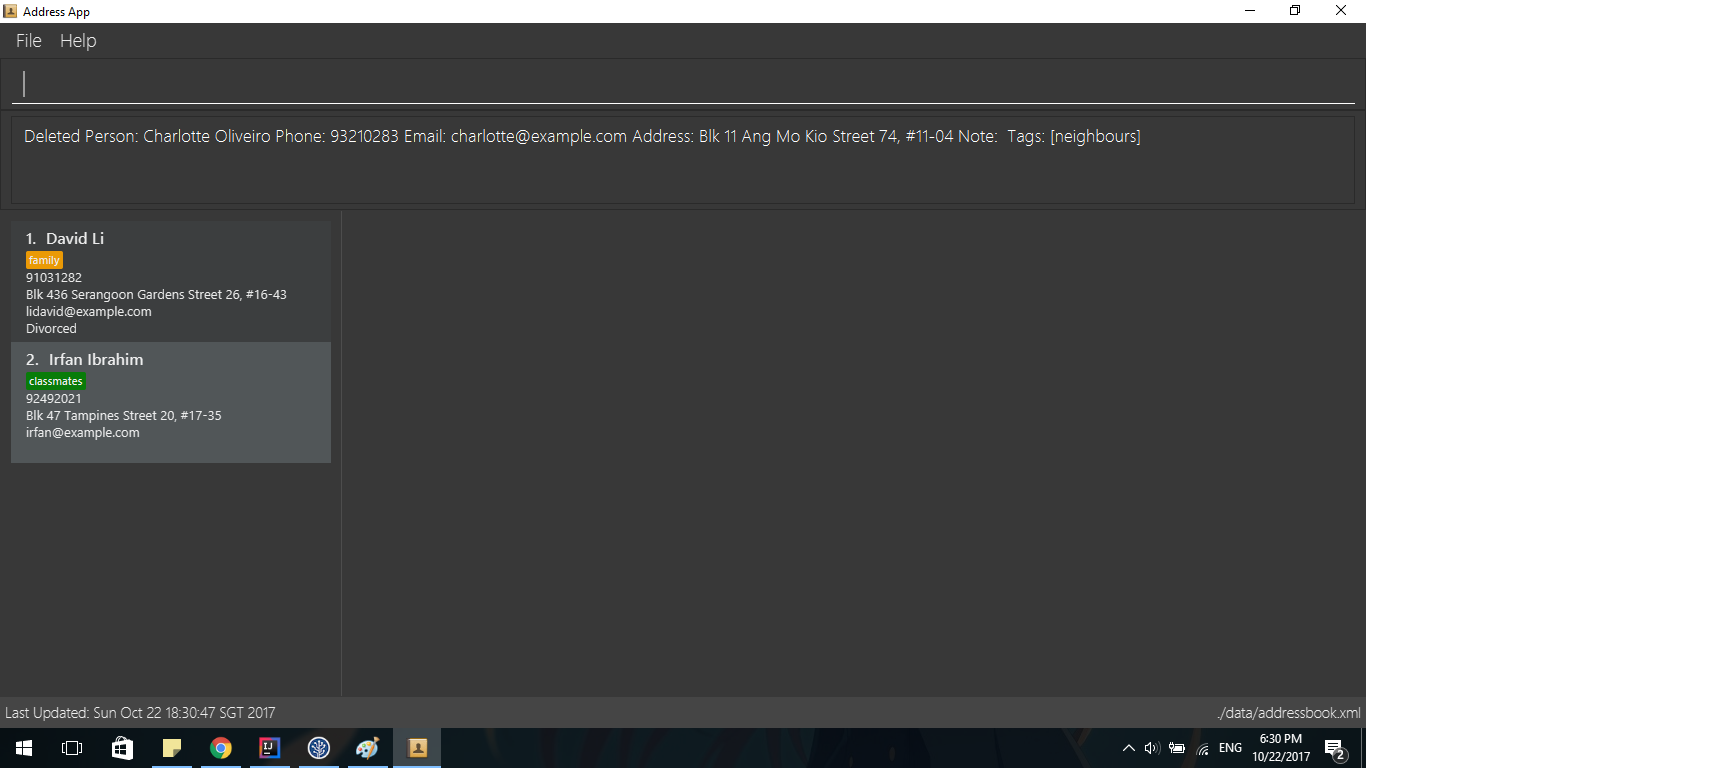 Address App
File Help
Deleted Person: Charlotte Oliveiro Phone: 93210283 Email: charlotte@example.com Address: Blk 11 Ang Mo Kio Street 74, #11-04 Note:  Tags: [neighbours]
1. David Li
family
91031282
Blk 436 Serangoon Gardens Street 26, #16-43
lidavid@example.com
Divorced
2. Irfan Ibrahim
classmates
92492021
Blk 47 Tampines Street 20, #17-35
irfan@example.com
Last Updated: Sun Oct 22 18:30:47 SGT 2017
./data/addressbook.xml
IJ
ENG
6:30 PM
10/22/2017
2